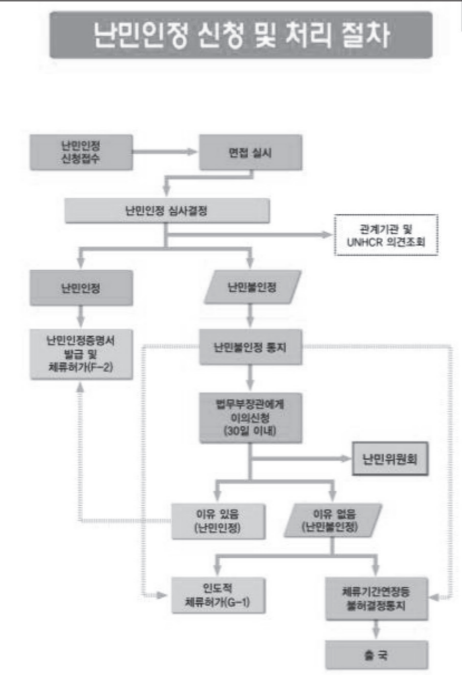 난민인정 신청 및 처리 절차
난민인정
신청접수
면접 실시
난민인정 심사결정
관계기관 및
UNHCR 의견조회
난민인정
난민불인정
난민인정증명서
발급 및
체류허가(F-2)
난민불인정 통지
법무부장관에게
이의신청
(30일 이내)
난민위원회
이유 있음
(난민인정)
이유 없음
(난민불인정)
인도적
체류허가(G-1)
체류기간연장등
불허결정통지
출 국